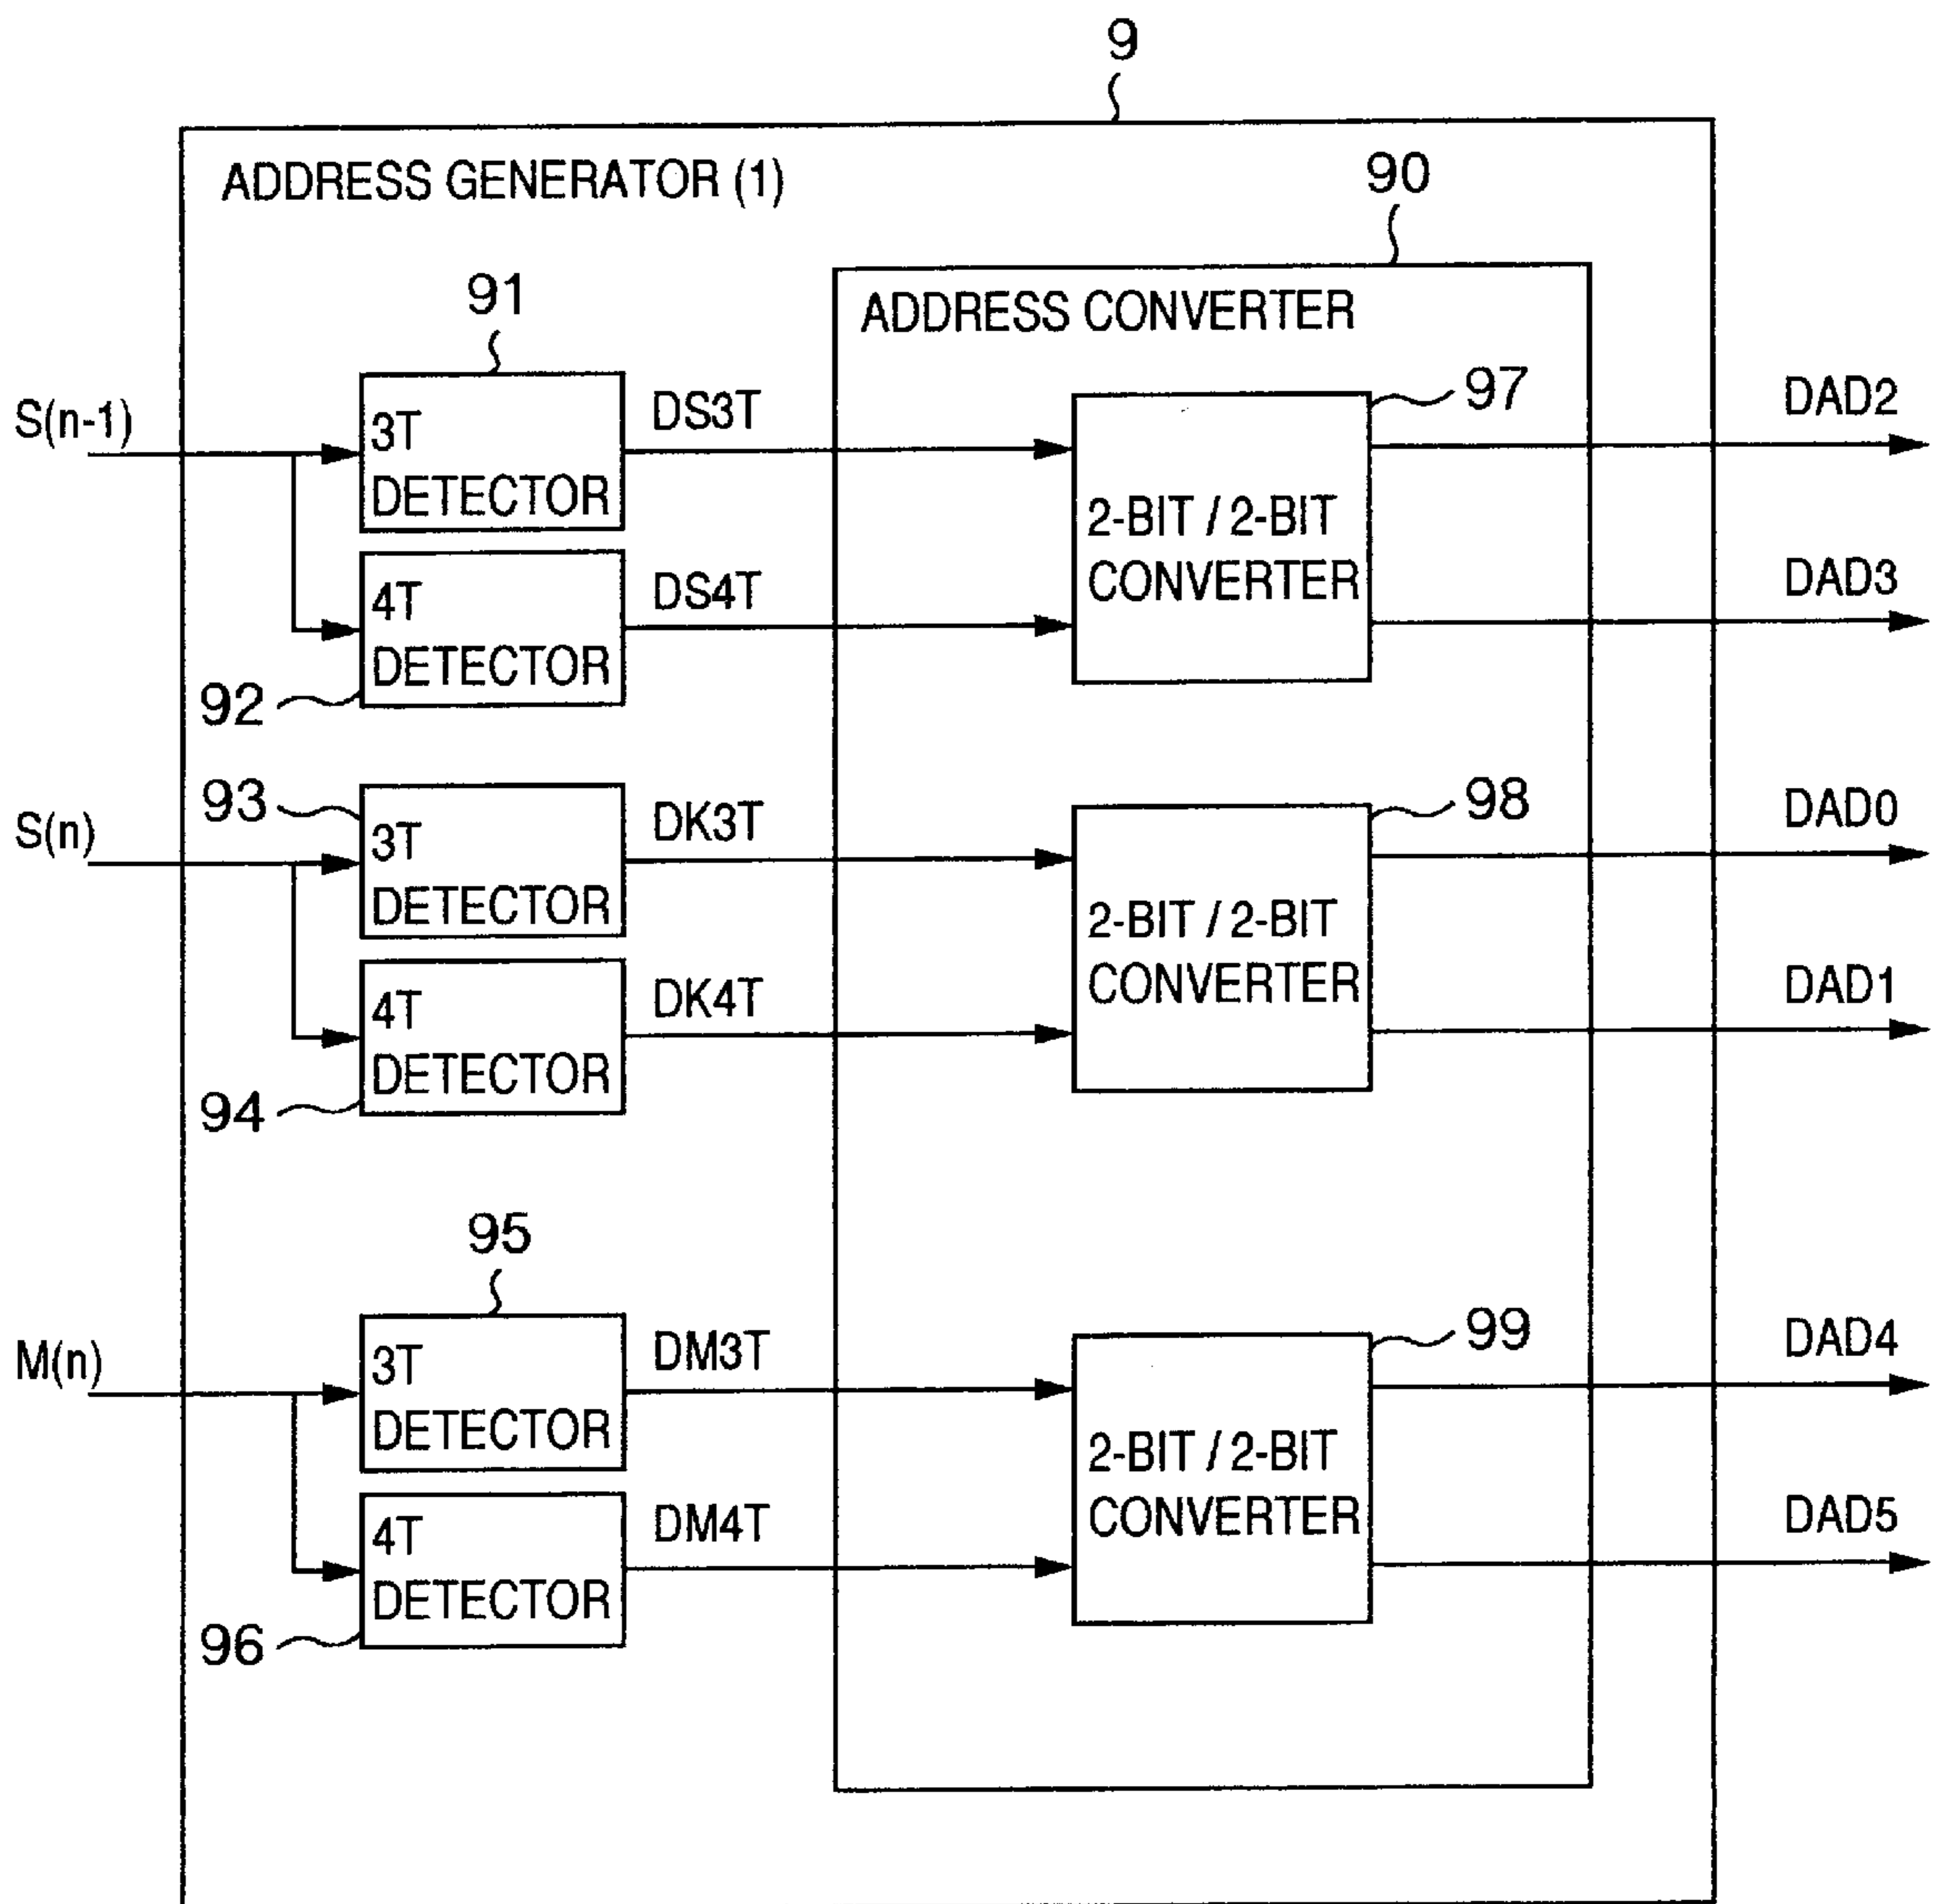 9
ADDRESS GENERATOR (1)
90
ADDRESS CONVERTER
91
S(n-1)
3T
DETECTOR
DS3T
97
DAD2
2-BIT / 2-BIT
CONVERTER
4T
DETECTOR
DS4T
DAD3
92
93
S(n)
3T
DETECTOR
DK3T
98
DAD0
2-BIT / 2-BIT
CONVERTER
4T
DETECTOR
DK4T
DAD1
94
95
M(n)
3T
DETECTOR
DM3T
99
DAD4
2-BIT / 2-BIT
CONVERTER
4T
DETECTOR
DM4T
DAD5
96